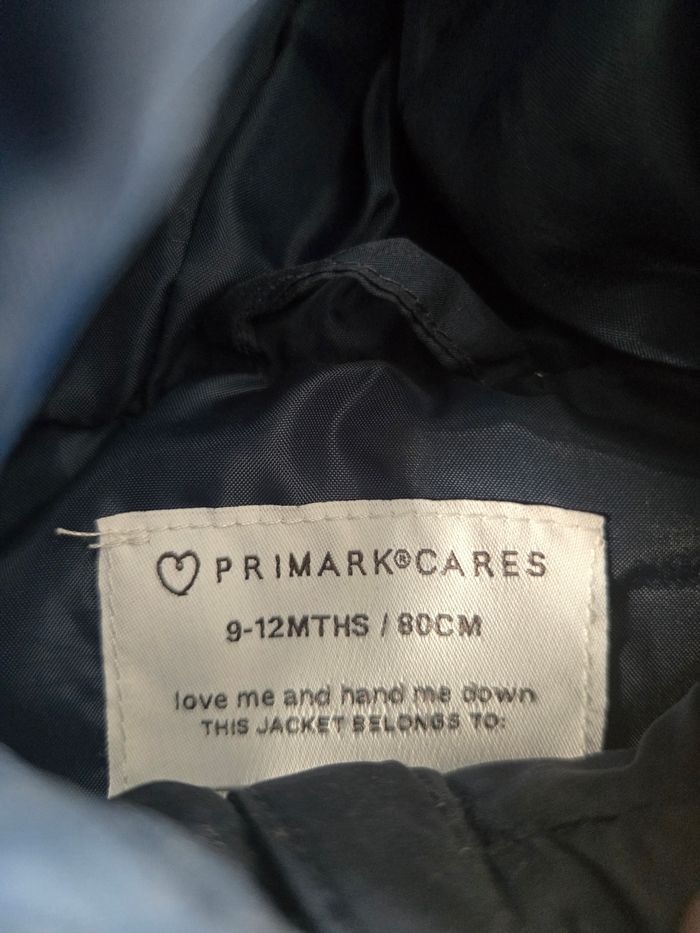 PRIMARK®CARES
9-12MTHS / 80CM
love me and hand me down
THIS JACKET BELONGS TO: